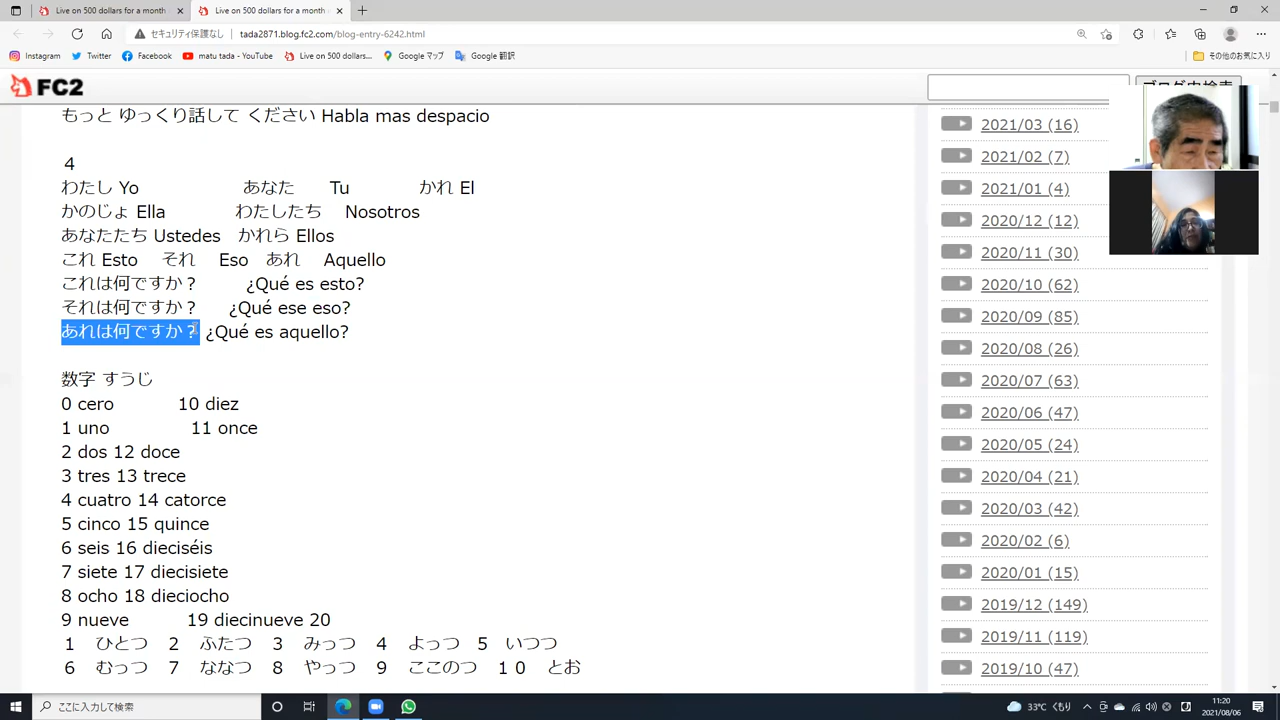 Live on 500 dollars for a month
Live on 500 dollars for a month
セキュリティ保護なし
tada2871.blog.fc2.com/blog-entry-6242.html
Instagram
Twitter
Facebook
matu tada - YouTube
Live on 500 dollars...
Google マップ
Google 翻訳
その他のお気に入り
FC2
もっと ゆっくり話して ください Habla mas despacio
4
わたし Yo あなた Tu かれ El
かのじょ Ella わたしたち Nosotros
あなたたち Ustedes かれら Ellos
これ Esto それ Eso あれ Aquello
これは何ですか？ ¿Qué es esto?
それは何ですか？ ¿Qué ese eso?
あれは何ですか？ ¿Qué es aquello?
数字 すうじ
0 cero 10 diez
1 uno 11 once
2 dos 12 doce
3 tres 13 trece
4 cuatro 14 catorce
5 cinco 15 quince
6 seis 16 dieciséis
7 siete 17 diecisiete
8 ocho 18 dieciocho
9 nueve 19 diecinueve 20
1 ひとつ 2 ふたつ 3 みっつ 4 よっつ 5 いつつ
6 むっつ 7 ななつ 8 やっつ 9 ここのつ １０ とお
2021/03 (16)
2021/02 (7)
2021/01 (4)
2020/12 (12)
2020/11 (30)
2020/10 (62)
2020/09 (85)
2020/08 (26)
2020/07 (63)
2020/06 (47)
2020/05 (24)
2020/04 (21)
2020/03 (42)
2020/02 (6)
2020/01 (15)
2019/12 (149)
2019/11 (119)
2019/10 (47)
ここに入力して検索
33°C くもり
11:20
2021/08/06